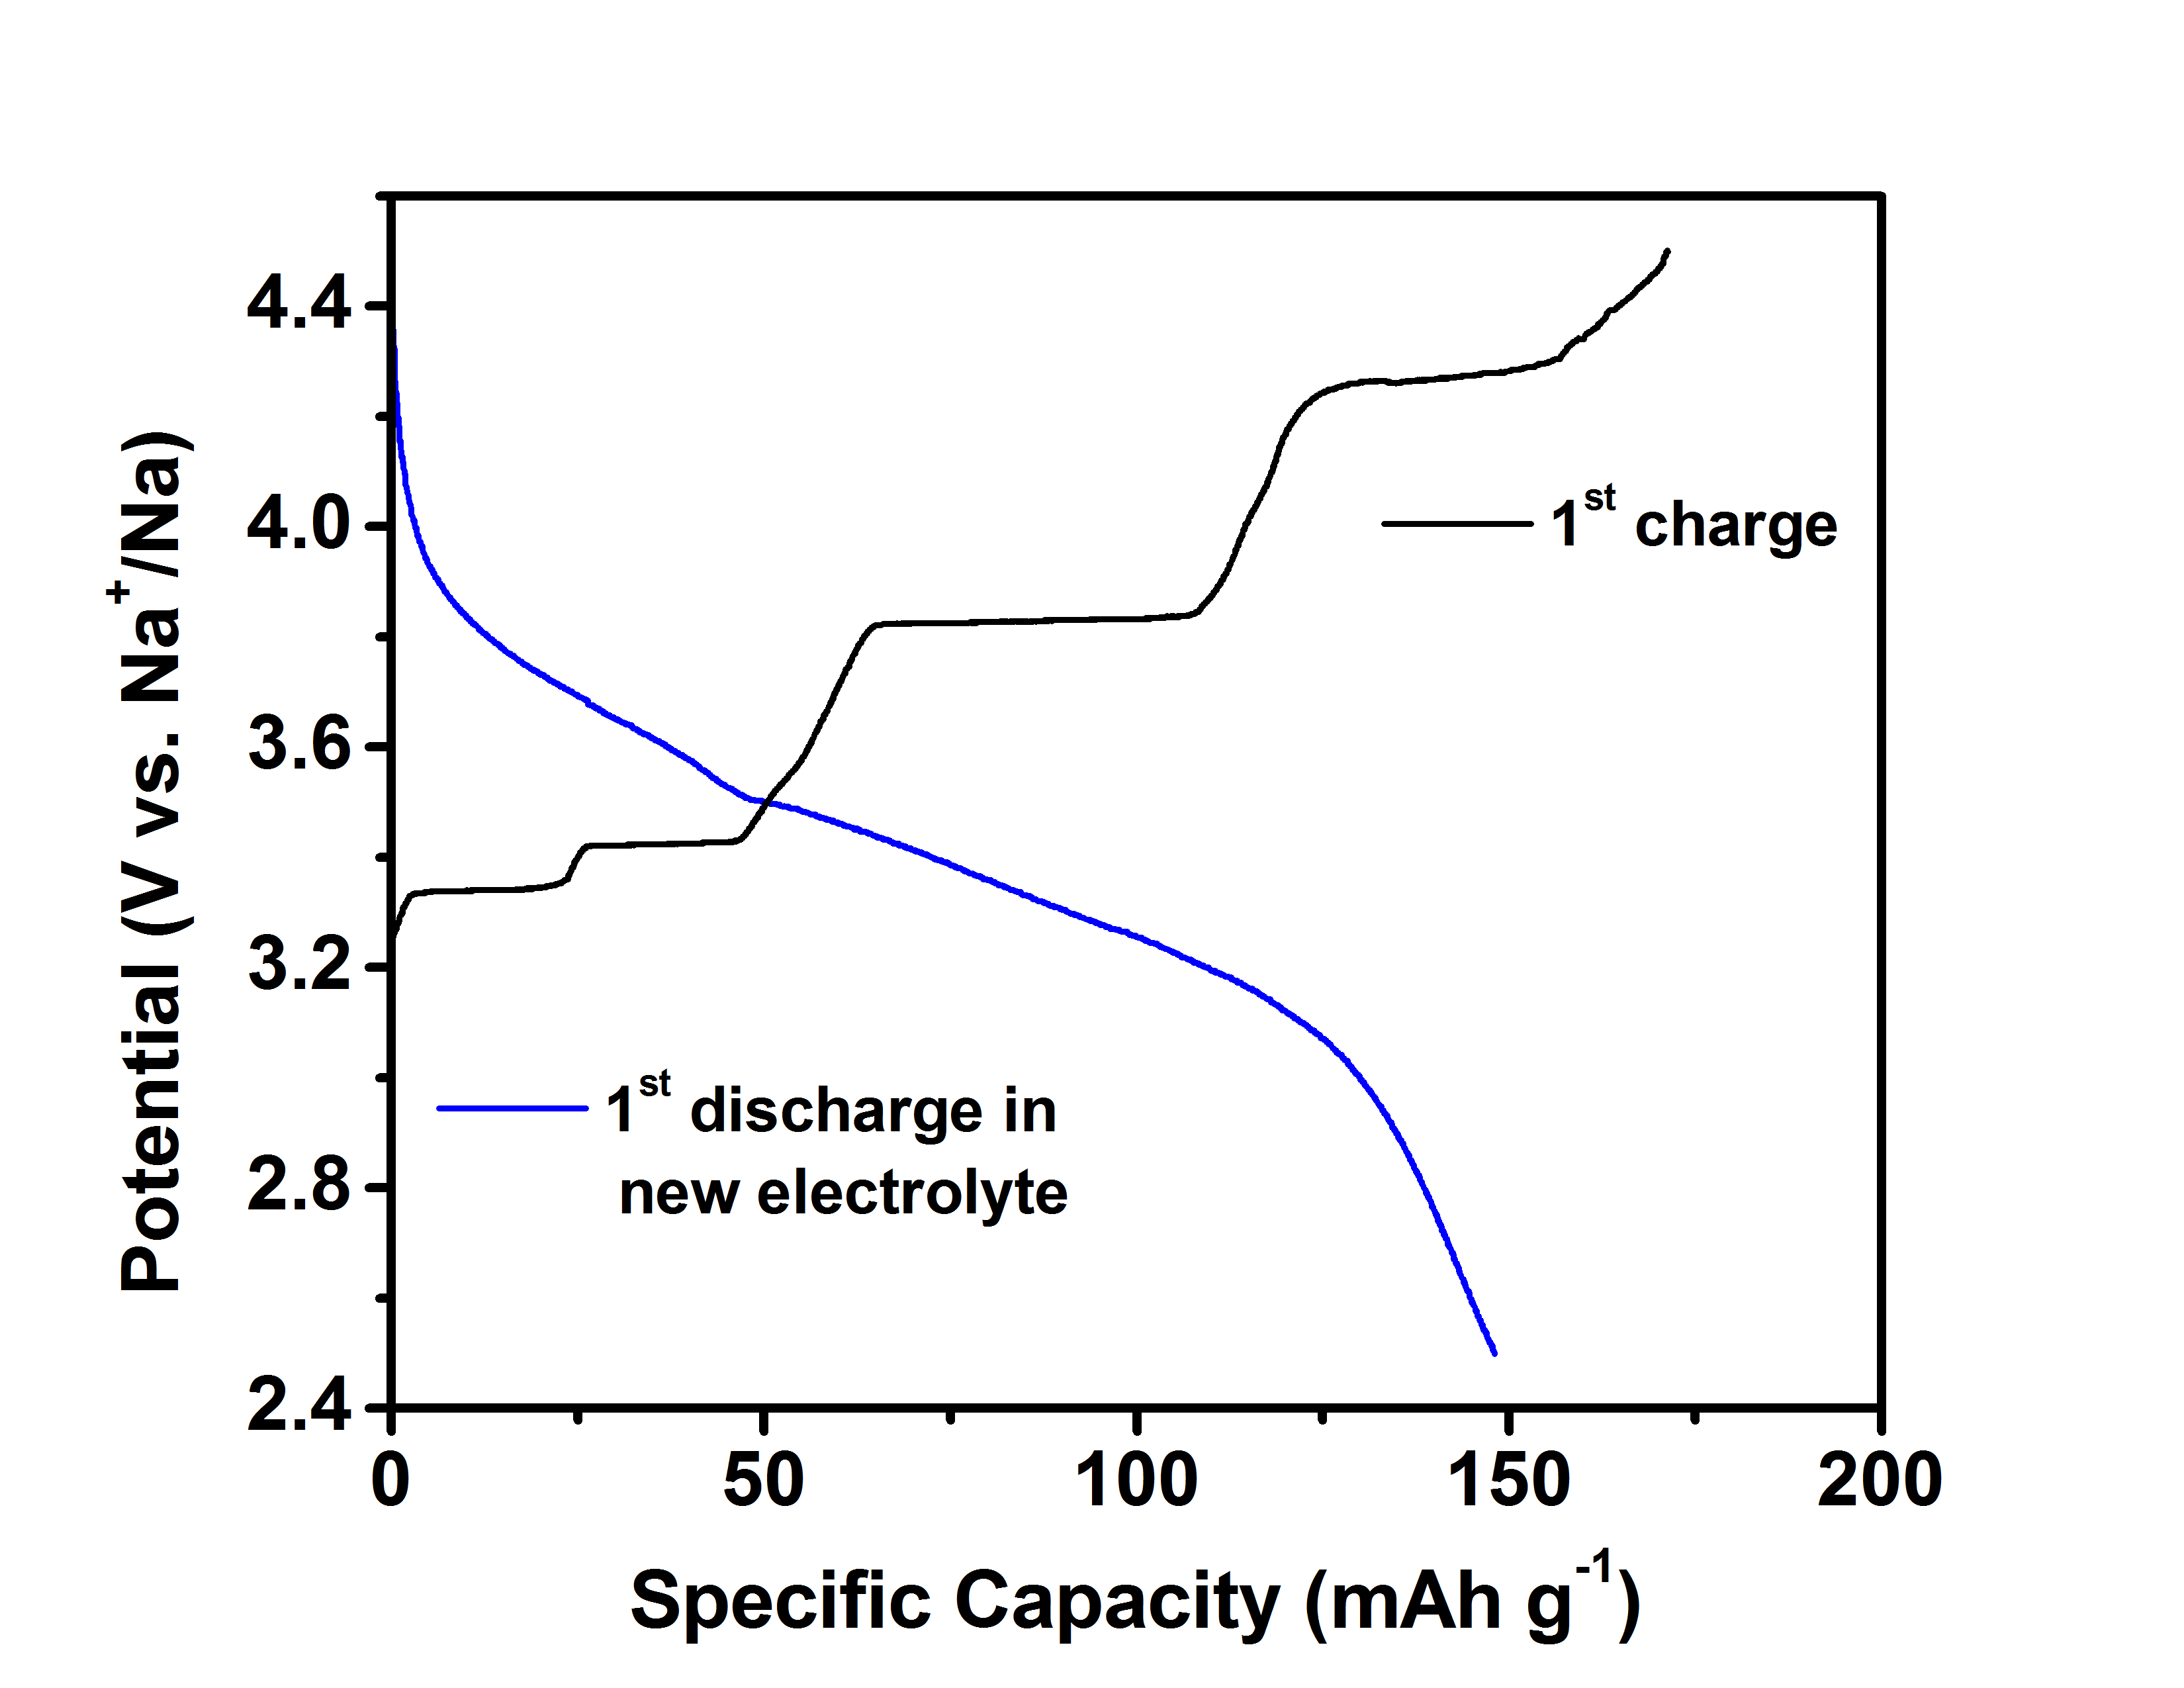 4.4
4.0
3.6
3.2
2.8
2.4
0 50 100 150 200
Potential (V vs. Na⁺/Na)
Specific Capacity (mAh g⁻¹)
1ˢᵗ charge
1ˢᵗ discharge in
new electrolyte